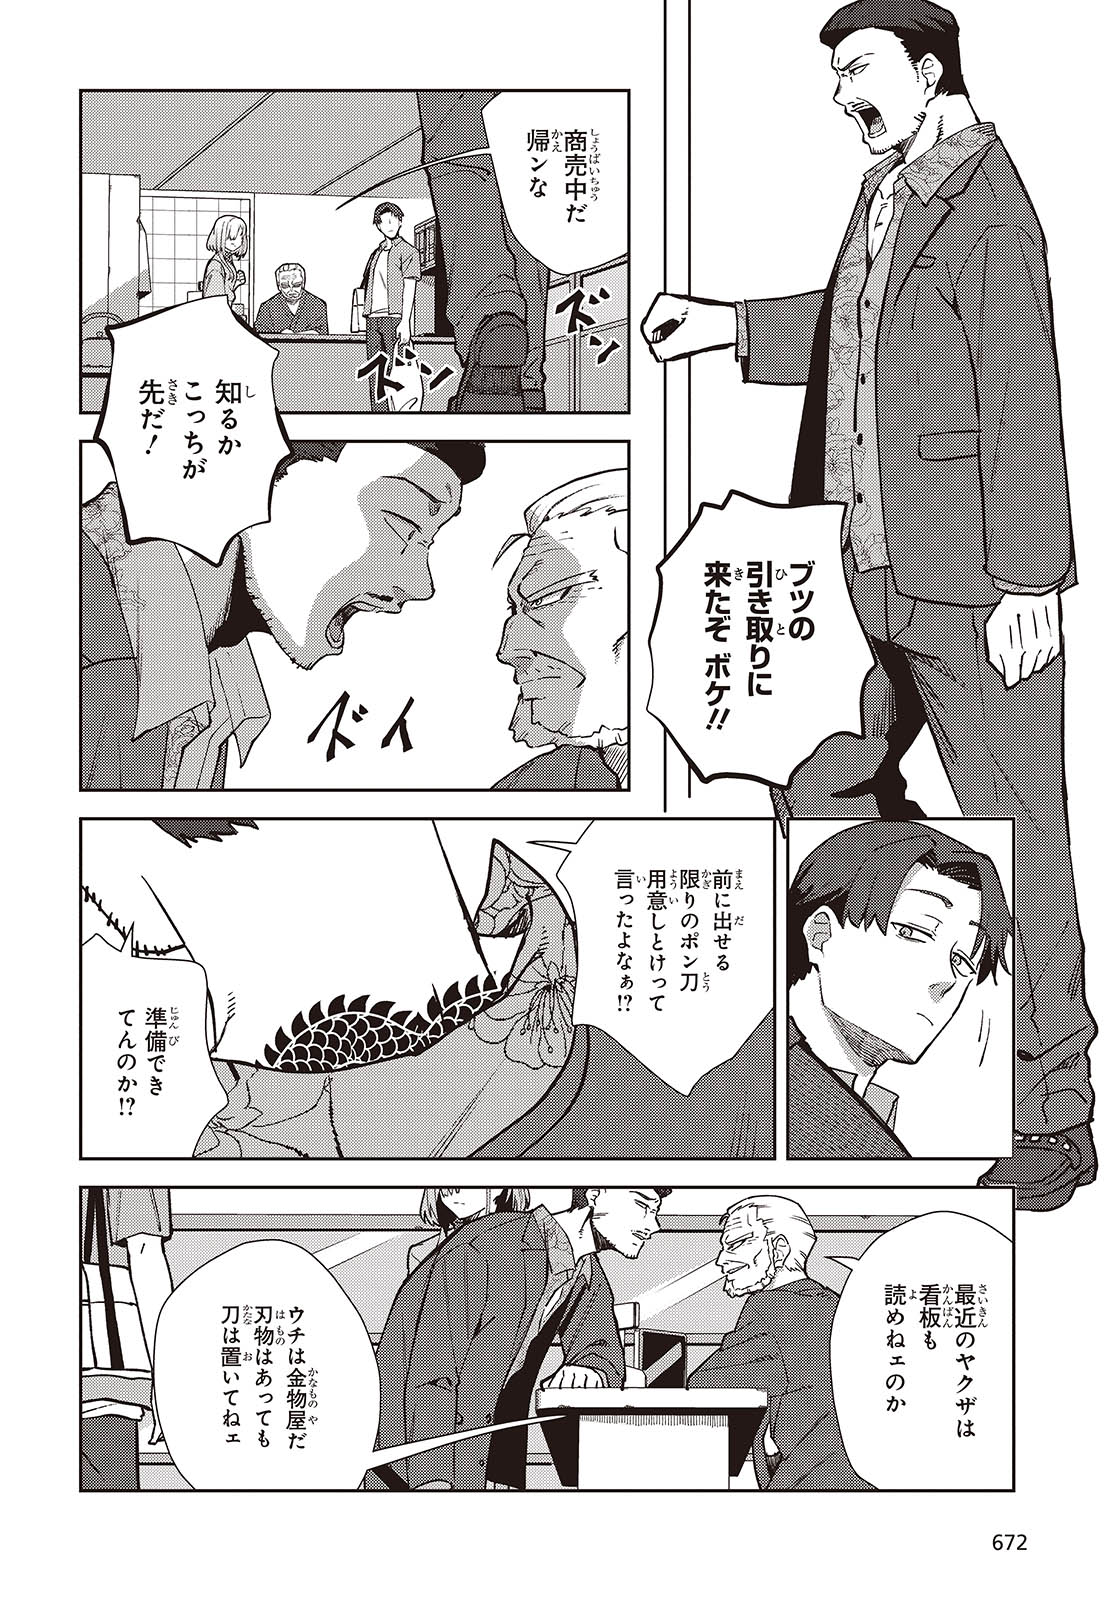 ブツの
引き取りに
来たぞ ボケ!!
商売中だ
帰ンな
ズン
ズン
知るか
こっちが
先だ!
ズイ
前に出せる
限りのポン刀
用意しとけって
言ったよなぁ!?
準備でき
てんのか!?
最近のヤクザは
看板も
読めねェのか
ウチは金物屋だ
刃物はあっても
刀は置いてねェ
672